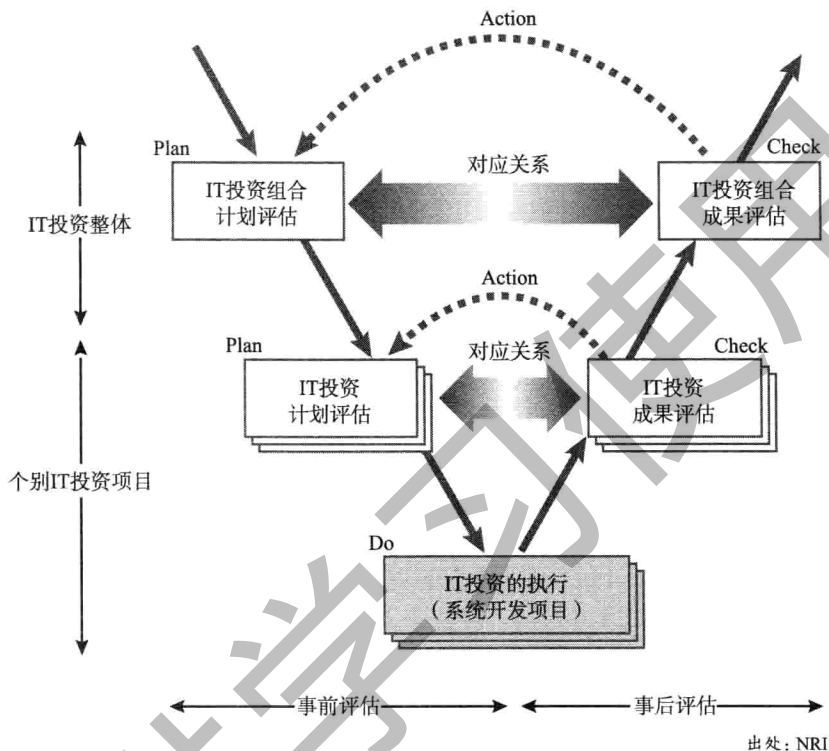 Action
Plan
Check
对应关系
IT投资组合
计划评估
IT投资组合
成果评估
IT投资整体
Action
Plan
Check
对应关系
IT投资
计划评估
IT投资
成果评估
个别IT投资项目
Do
IT投资的执行
（系统开发项目）
事前评估
事后评估
出处：NRI
学习使用